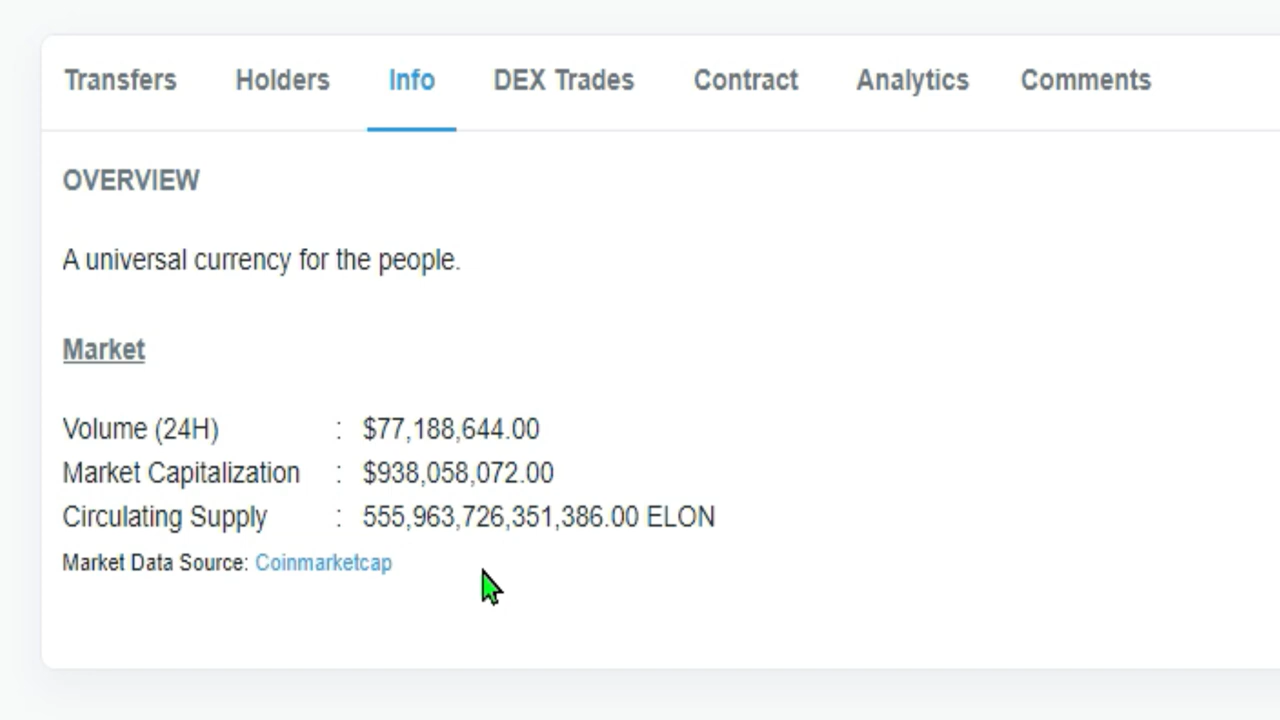 Transfers Holders Info DEX Trades Contract Analytics Comments
OVERVIEW
A universal currency for the people.
Market
Volume (24H) : $77,188,644.00
Market Capitalization : $938,058,072.00
Circulating Supply : 555,963,726,351,386.00 ELON
Market Data Source: Coinmarketcap